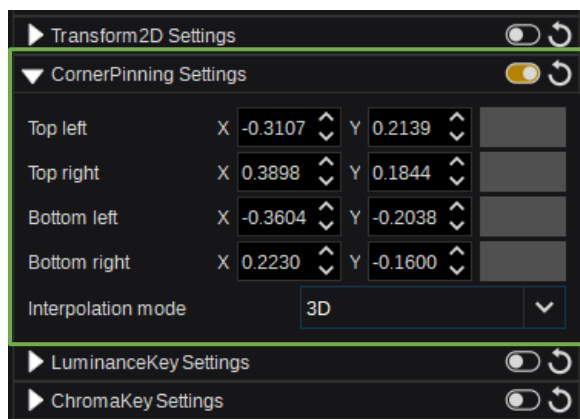 Transform2D Settings
CornerPinning Settings
Top left X -0.3107 Y 0.2139
Top right X 0.3898 Y 0.1844
Bottom left X -0.3604 Y -0.2038
Bottom right X 0.2230 Y -0.1600
Interpolation mode 3D
LuminanceKey Settings
ChromaKey Settings